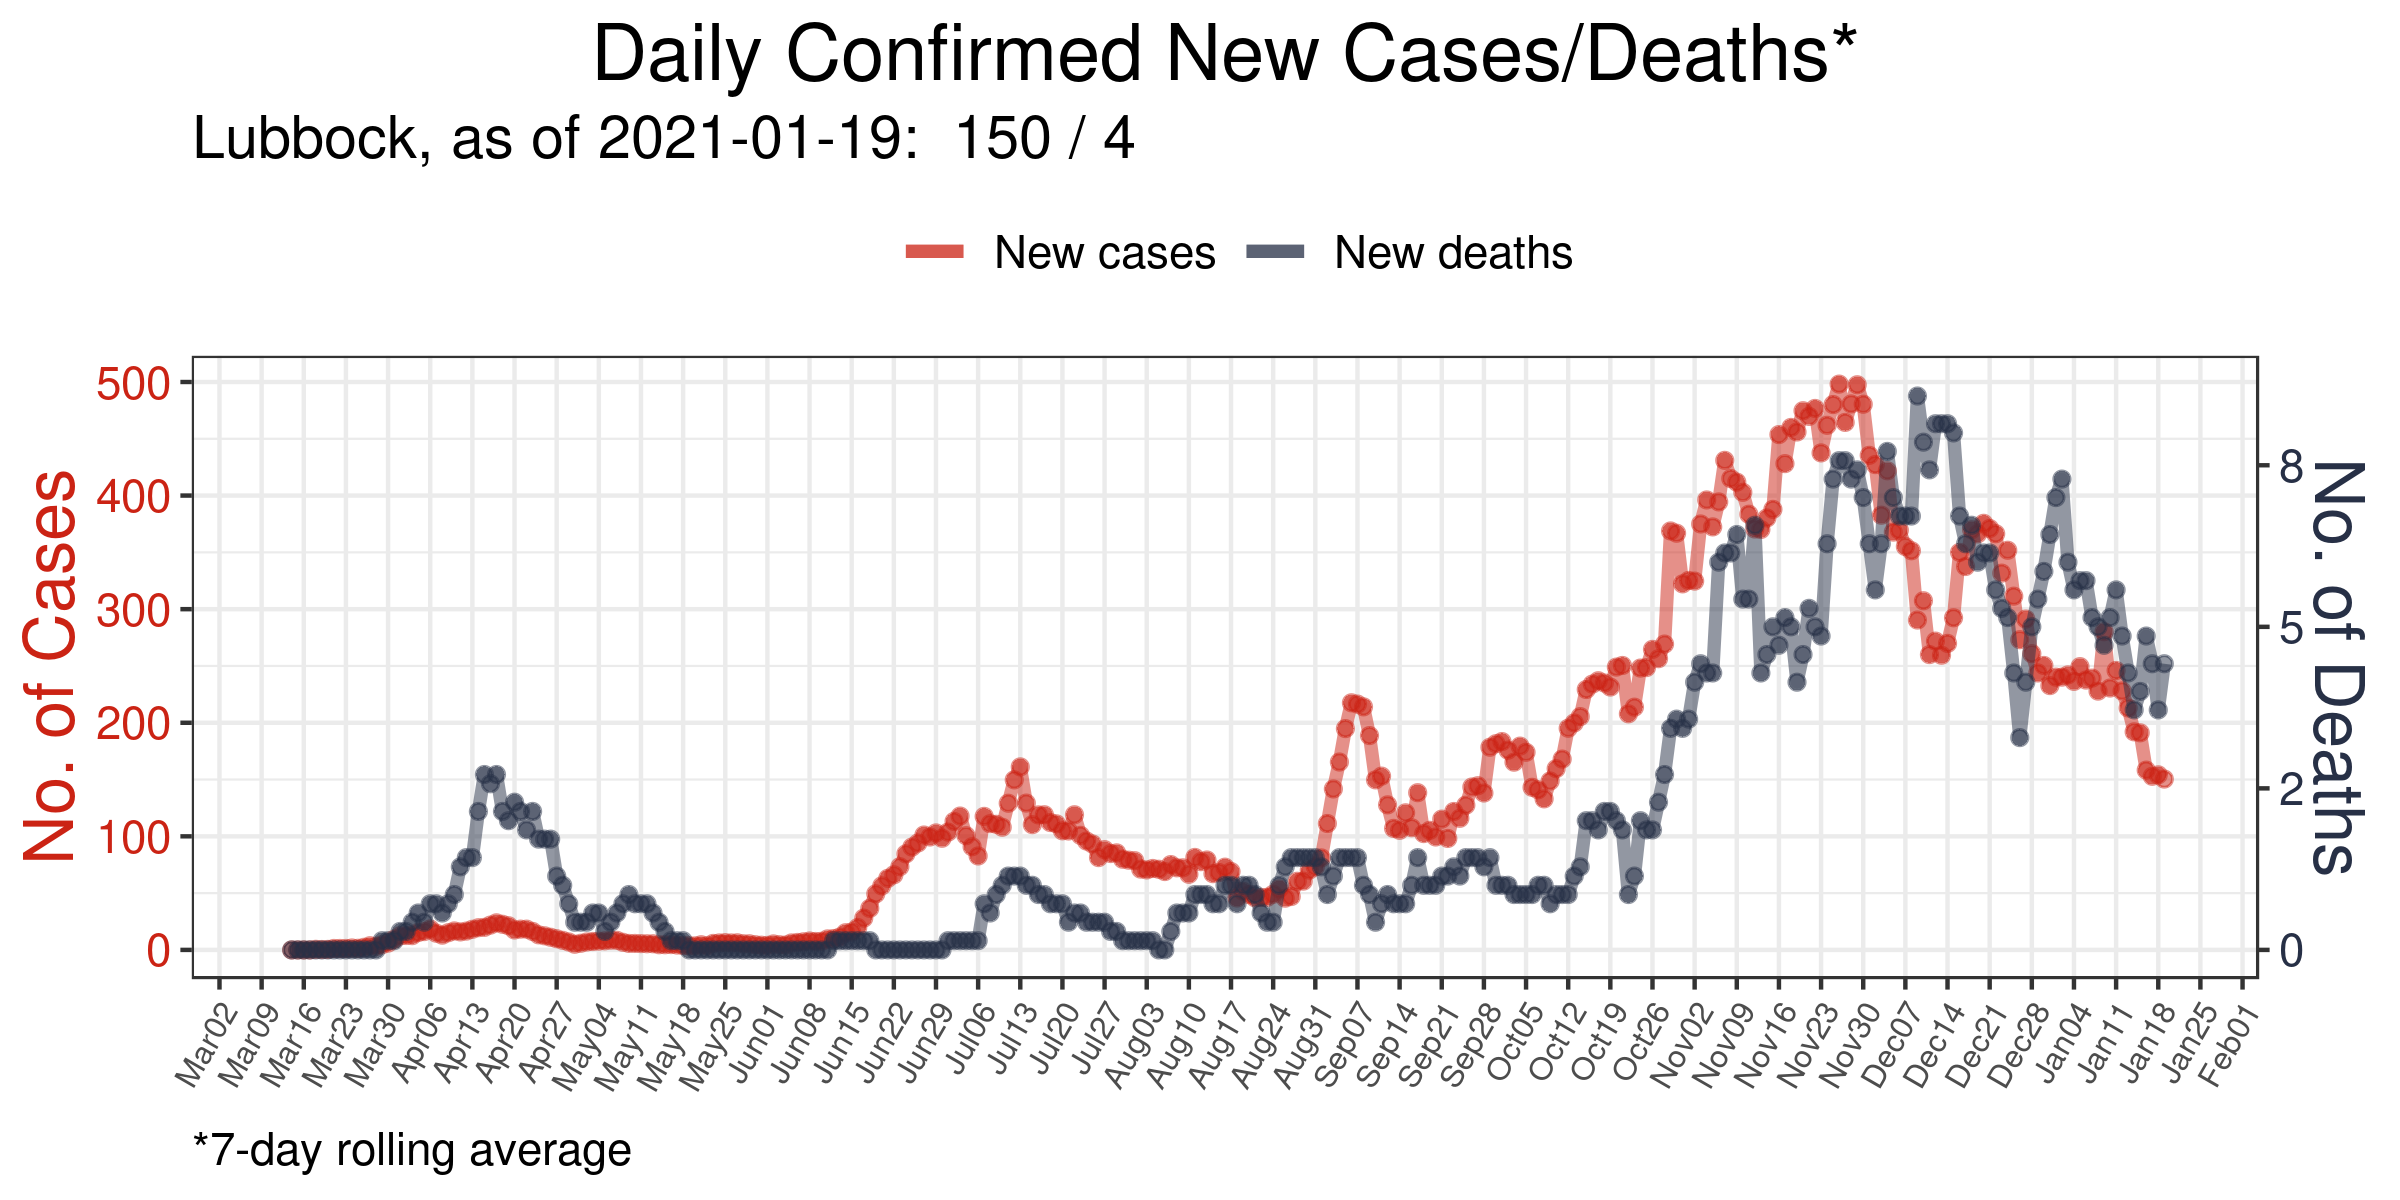 Daily Confirmed New Cases/Deaths*
Lubbock, as of 2021-01-19:  150 / 4
New cases
New deaths
No. of Cases
500
400
300
200
100
0
No. of Deaths
8
5
2
0
Mar02
Mar09
Mar16
Mar23
Mar30
Apr06
Apr13
Apr20
Apr27
May04
May11
May18
May25
Jun01
Jun08
Jun15
Jun22
Jun29
Jul06
Jul13
Jul20
Jul27
Aug03
Aug10
Aug17
Aug24
Aug31
Sep07
Sep14
Sep21
Sep28
Oct05
Oct12
Oct19
Oct26
Nov02
Nov09
Nov16
Nov23
Nov30
Dec07
Dec14
Dec21
Dec28
Jan04
Jan11
Jan18
Jan25
Feb01
*7-day rolling average